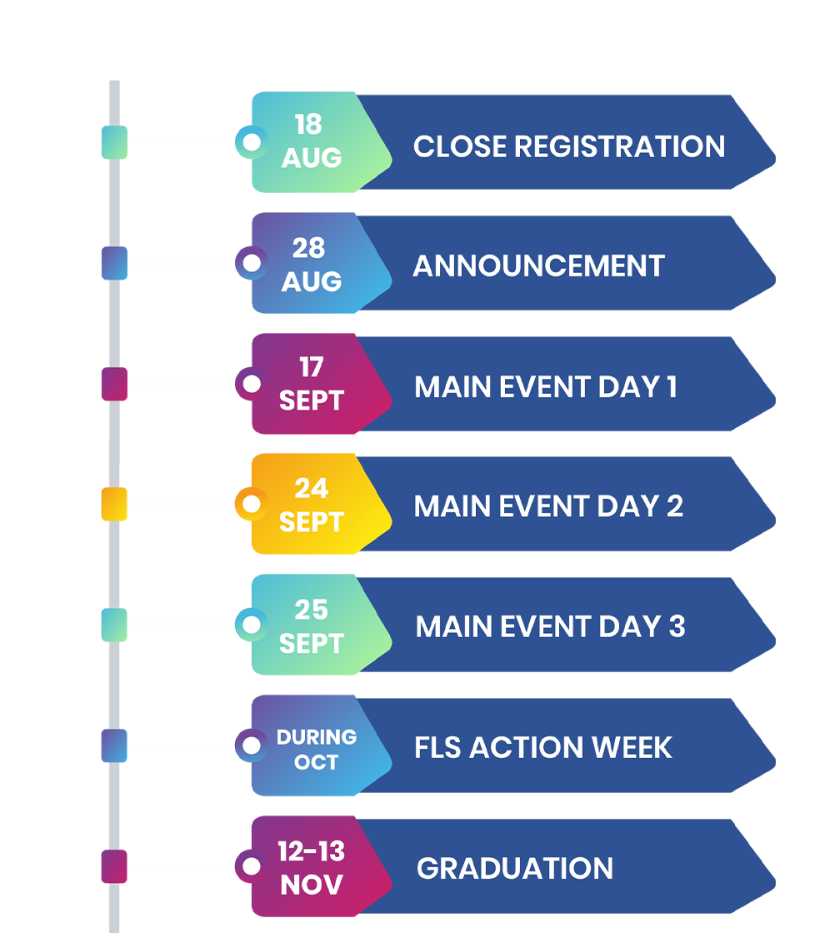 18
AUG
CLOSE REGISTRATION
28
AUG
ANNOUNCEMENT
17
SEPT
MAIN EVENT DAY 1
24
SEPT
MAIN EVENT DAY 2
25
SEPT
MAIN EVENT DAY 3
DURING
OCT
FLS ACTION WEEK
12-13
NOV
GRADUATION